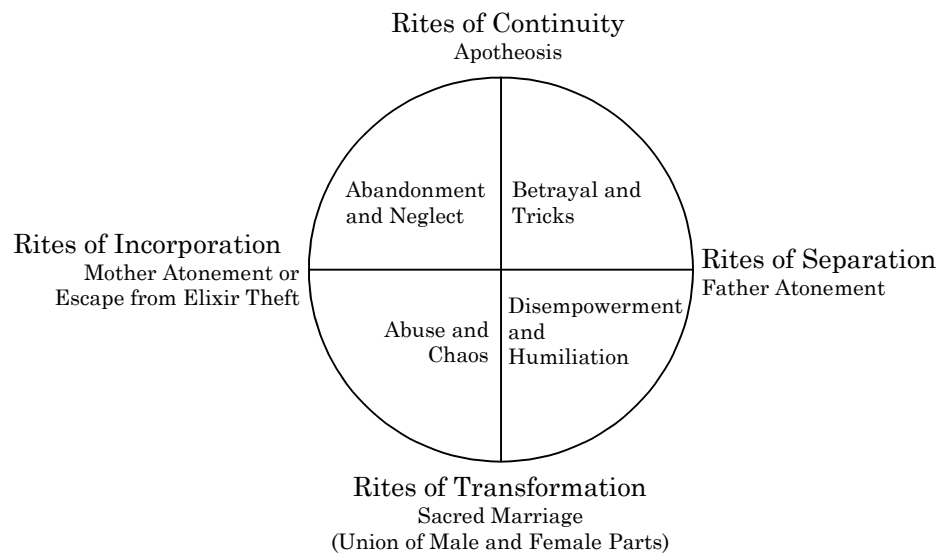 Rites of Continuity
Apotheosis
Abandonment
and Neglect
Betrayal and
Tricks
Rites of Incorporation
Mother Atonement or
Escape from Elixir Theft
Rites of Separation
Father Atonement
Abuse and
Chaos
Disempowerment
and
Humiliation
Rites of Transformation
Sacred Marriage
(Union of Male and Female Parts)